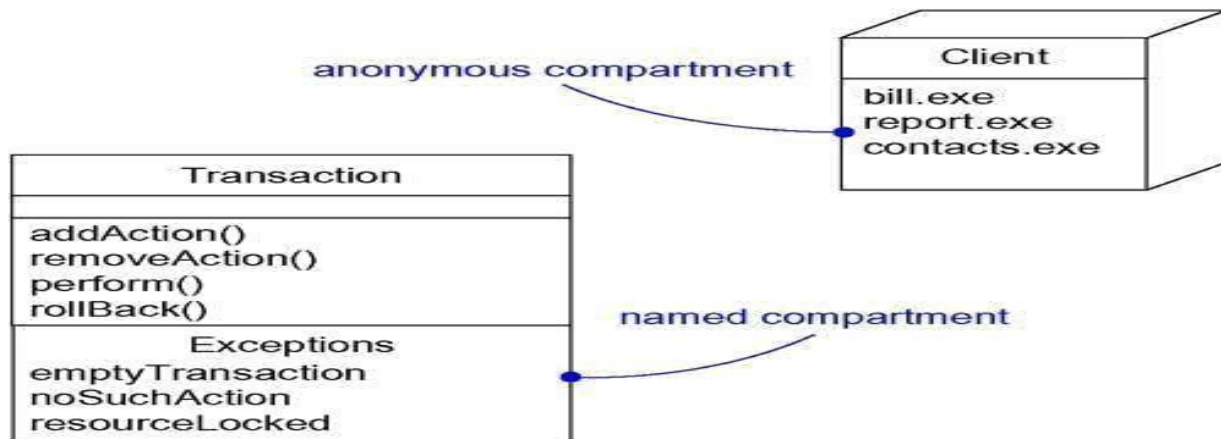 anonymous compartment
Client
bill.exe
report.exe
contacts.exe
Transaction
addAction()
removeAction()
perform()
rollBack()
Exceptions
emptyTransaction
noSuchAction
resourceLocked
named compartment